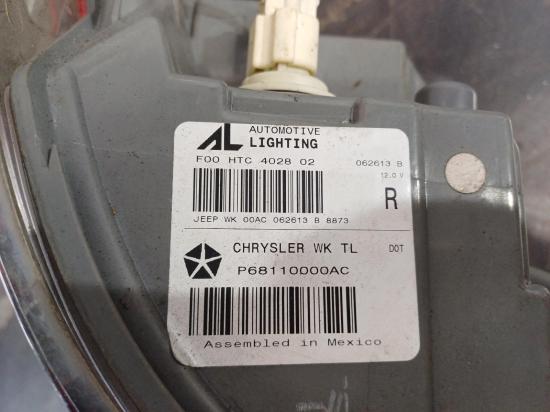 AL AUTOMOTIVE LIGHTING
F00 HTC 4028 02 062613 B
12.0 V
R
JEEP WK 00AC 062613 B 8873
CHRYSLER WK TL DOT
P68110000AC
Assembled in Mexico